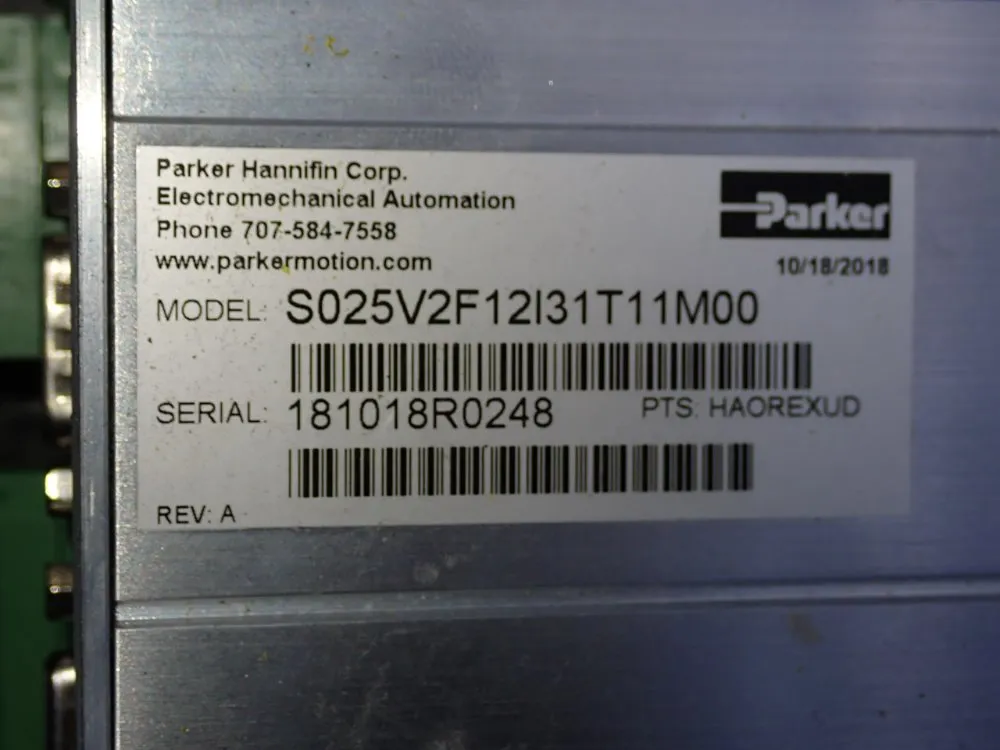 Parker Hannifin Corp.
Electromechanical Automation
Phone 707-584-7558
www.parkermotion.com
Parker
10/18/2018
MODEL: S025V2F12I31T11M00
SERIAL: 181018R0248 PTS: HAOREXUD
REV: A